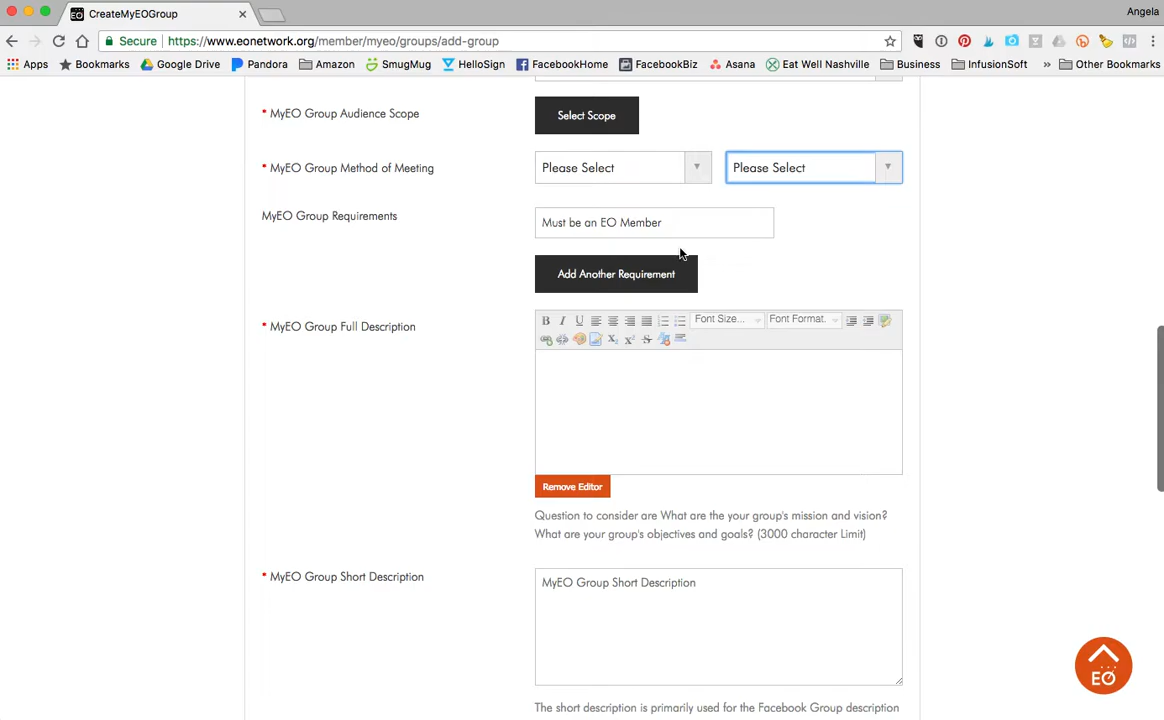 CreateMyEOGroup
Angela
Secure https://www.eonetwork.org/member/myeo/groups/add-group
Apps Bookmarks Google Drive Pandora Amazon SmugMug HelloSign FacebookHome FacebookBiz Asana Eat Well Nashville Business InfusionSoft » Other Bookmarks
* MyEO Group Audience Scope Select Scope
* MyEO Group Method of Meeting Please Select Please Select
MyEO Group Requirements Must be an EO Member
Add Another Requirement
* MyEO Group Full Description B I U Font Size... Font Format.
Remove Editor
Question to consider are What are the your group's mission and vision?
What are your group's objectives and goals? (3000 character Limit)
* MyEO Group Short Description MyEO Group Short Description
EO
The short description is primarily used for the Facebook Group description